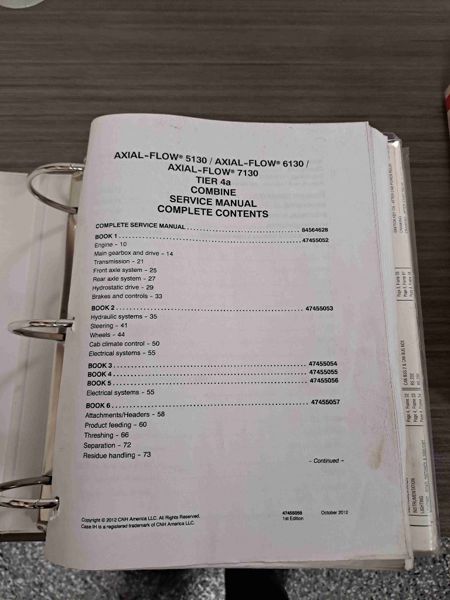 AXIAL-FLOW® 5130 / AXIAL-FLOW® 6130 /
AXIAL-FLOW® 7130
TIER 4a
COMBINE
SERVICE MANUAL
COMPLETE CONTENTS
COMPLETE SERVICE MANUAL 84564628
BOOK 1 47455052
Engine - 10
Main gearbox and drive - 14
Transmission - 21
Front axle system - 25
Rear axle system - 27
Hydrostatic drive - 29
Brakes and controls - 33
BOOK 2 47455053
Hydraulic systems - 35
Steering - 41
Wheels - 44
Cab climate control - 50
Electrical systems - 55
BOOK 3 47455054
BOOK 4 47455055
BOOK 5 47455056
Electrical systems - 55
BOOK 6 47455057
Attachments/Headers - 58
Product feeding - 60
Threshing - 66
Separation - 72
Residue handling - 73
- Continued -
Copyright © 2012 CNH America LLC. All Rights Reserved.
Case IH is a registered trademark of CNH America LLC.
47455059
1st Edition
October 2012
INSTRUMENTATION
LIGHTING